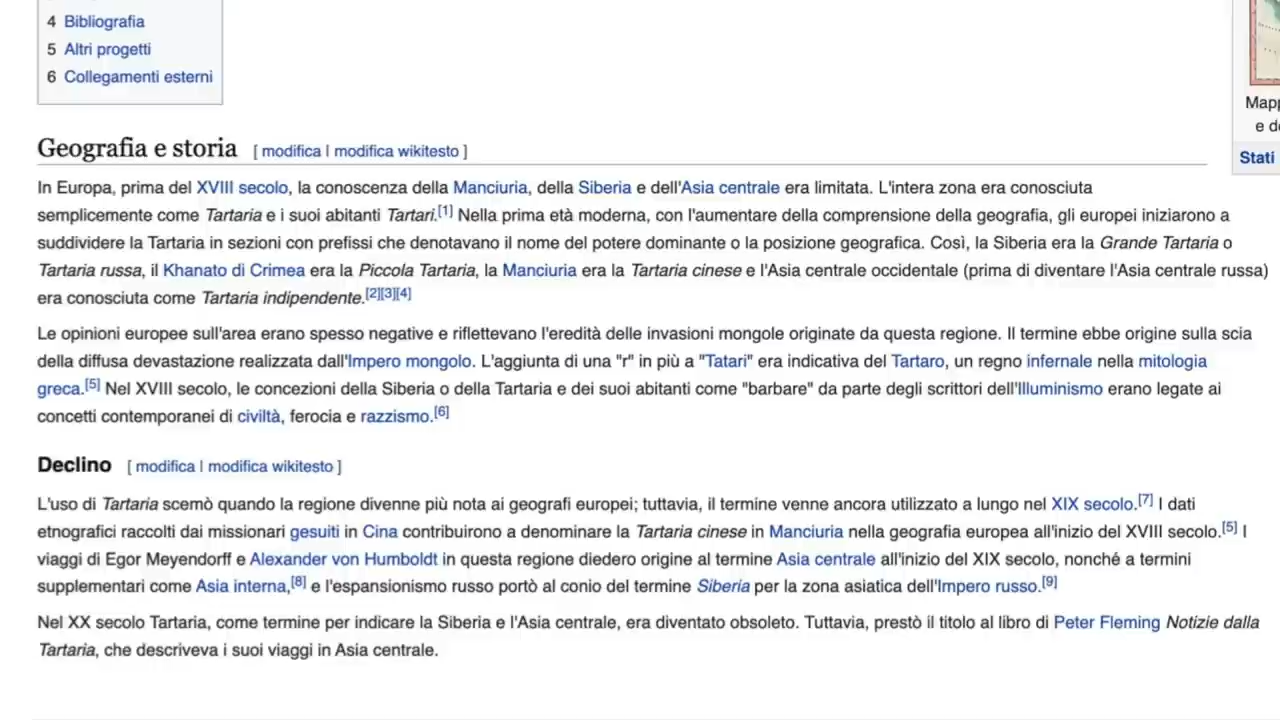 4 Bibliografia
5 Altri progetti
6 Collegamenti esterni
Mapp
e de
Stati
Geografia e storia [ modifica | modifica wikitesto ]
In Europa, prima del XVIII secolo, la conoscenza della Manciuria, della Siberia e dell'Asia centrale era limitata. L'intera zona era conosciuta
semplicemente come Tartaria e i suoi abitanti Tartari.[1] Nella prima età moderna, con l'aumentare della comprensione della geografia, gli europei iniziarono a
suddividere la Tartaria in sezioni con prefissi che denotavano il nome del potere dominante o la posizione geografica. Così, la Siberia era la Grande Tartaria o
Tartaria russa, il Khanato di Crimea era la Piccola Tartaria, la Manciuria era la Tartaria cinese e l'Asia centrale occidentale (prima di diventare l'Asia centrale russa)
era conosciuta come Tartaria indipendente.[2][3][4]
Le opinioni europee sull'area erano spesso negative e riflettevano l'eredità delle invasioni mongole originate da questa regione. Il termine ebbe origine sulla scia
della diffusa devastazione realizzata dall'Impero mongolo. L'aggiunta di una "r" in più a "Tatari" era indicativa del Tartaro, un regno infernale nella mitologia
greca.[5] Nel XVIII secolo, le concezioni della Siberia o della Tartaria e dei suoi abitanti come "barbare" da parte degli scrittori dell'Illuminismo erano legate ai
concetti contemporanei di civiltà, ferocia e razzismo.[6]
Declino [ modifica | modifica wikitesto ]
L'uso di Tartaria scemò quando la regione divenne più nota ai geografi europei; tuttavia, il termine venne ancora utilizzato a lungo nel XIX secolo.[7] I dati
etnografici raccolti dai missionari gesuiti in Cina contribuirono a denominare la Tartaria cinese in Manciuria nella geografia europea all'inizio del XVIII secolo.[5] I
viaggi di Egor Meyendorff e Alexander von Humboldt in questa regione diedero origine al termine Asia centrale all'inizio del XIX secolo, nonché a termini
supplementari come Asia interna,[8] e l'espansionismo russo portò al conio del termine Siberia per la zona asiatica dell'Impero russo.[9]
Nel XX secolo Tartaria, come termine per indicare la Siberia e l'Asia centrale, era diventato obsoleto. Tuttavia, prestò il titolo al libro di Peter Fleming Notizie dalla
Tartaria, che descriveva i suoi viaggi in Asia centrale.